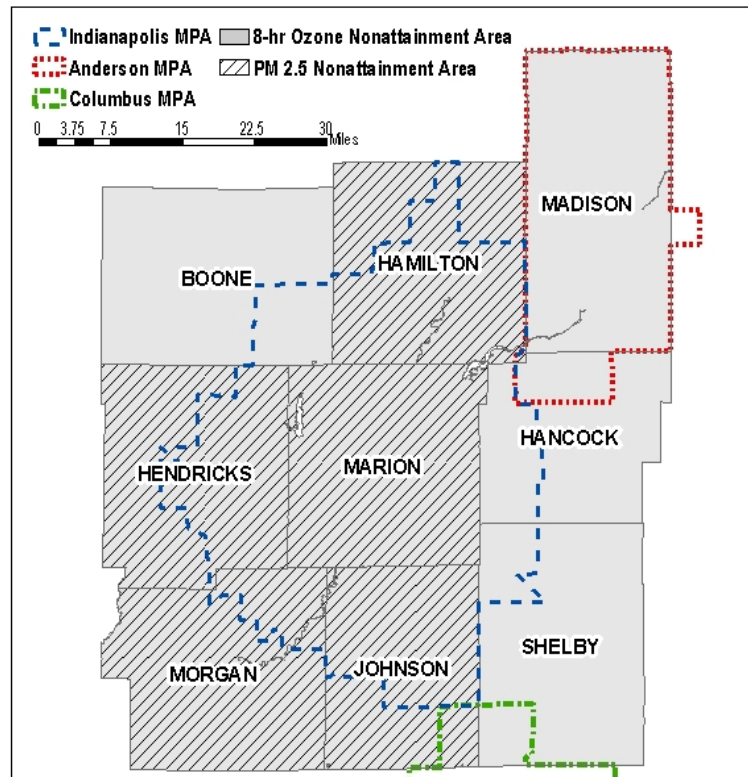 Indianapolis MPA 8-hr Ozone Nonattainment Area
Anderson MPA PM 2.5 Nonattainment Area
Columbus MPA
0 3.75 7.5 15 22.5 30
Miles
MADISON
HAMILTON
BOONE
HANCOCK
MARION
HENDRICKS
SHELBY
JOHNSON
MORGAN